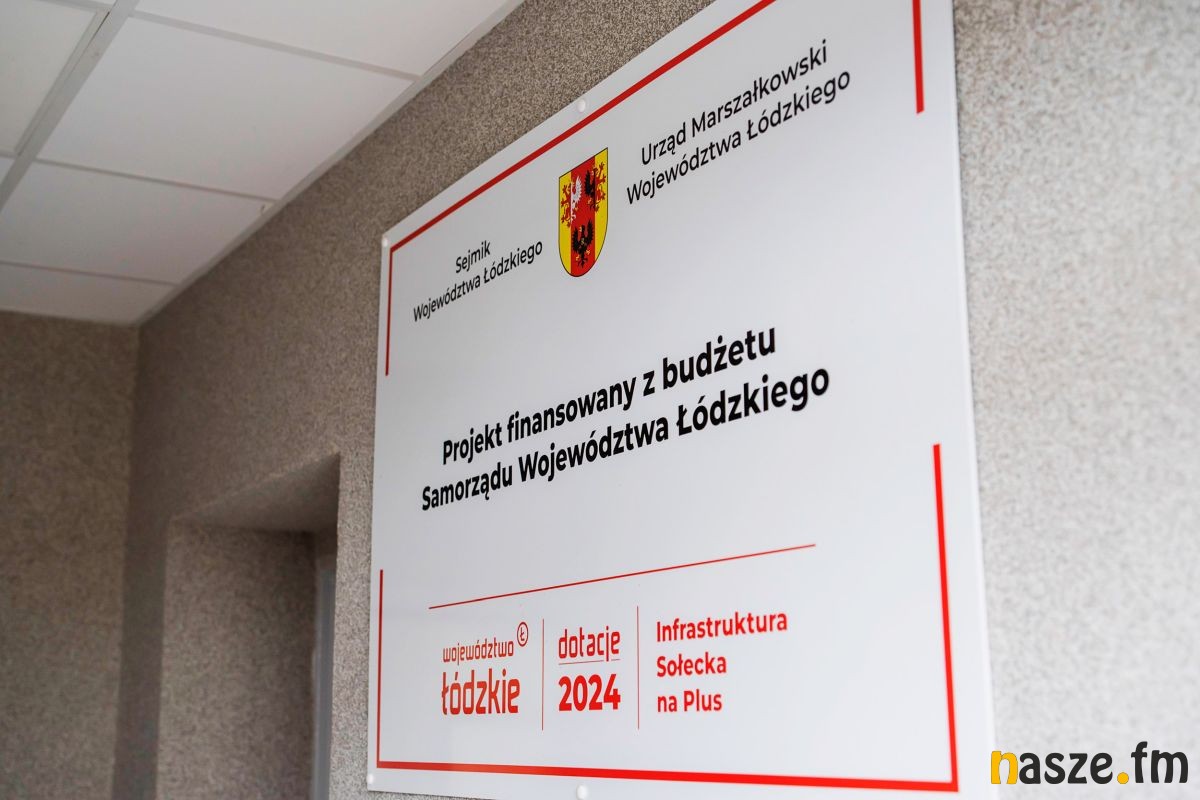 Sejmik
Województwa Łódzkiego
Urząd Marszałkowski
Województwa Łódzkiego
Projekt finansowany z budżetu
Samorządu Województwa Łódzkiego
województwo Ł
łódzkie
dotacje
2024
Infrastruktura
Sołecka
na Plus
nasze.fm